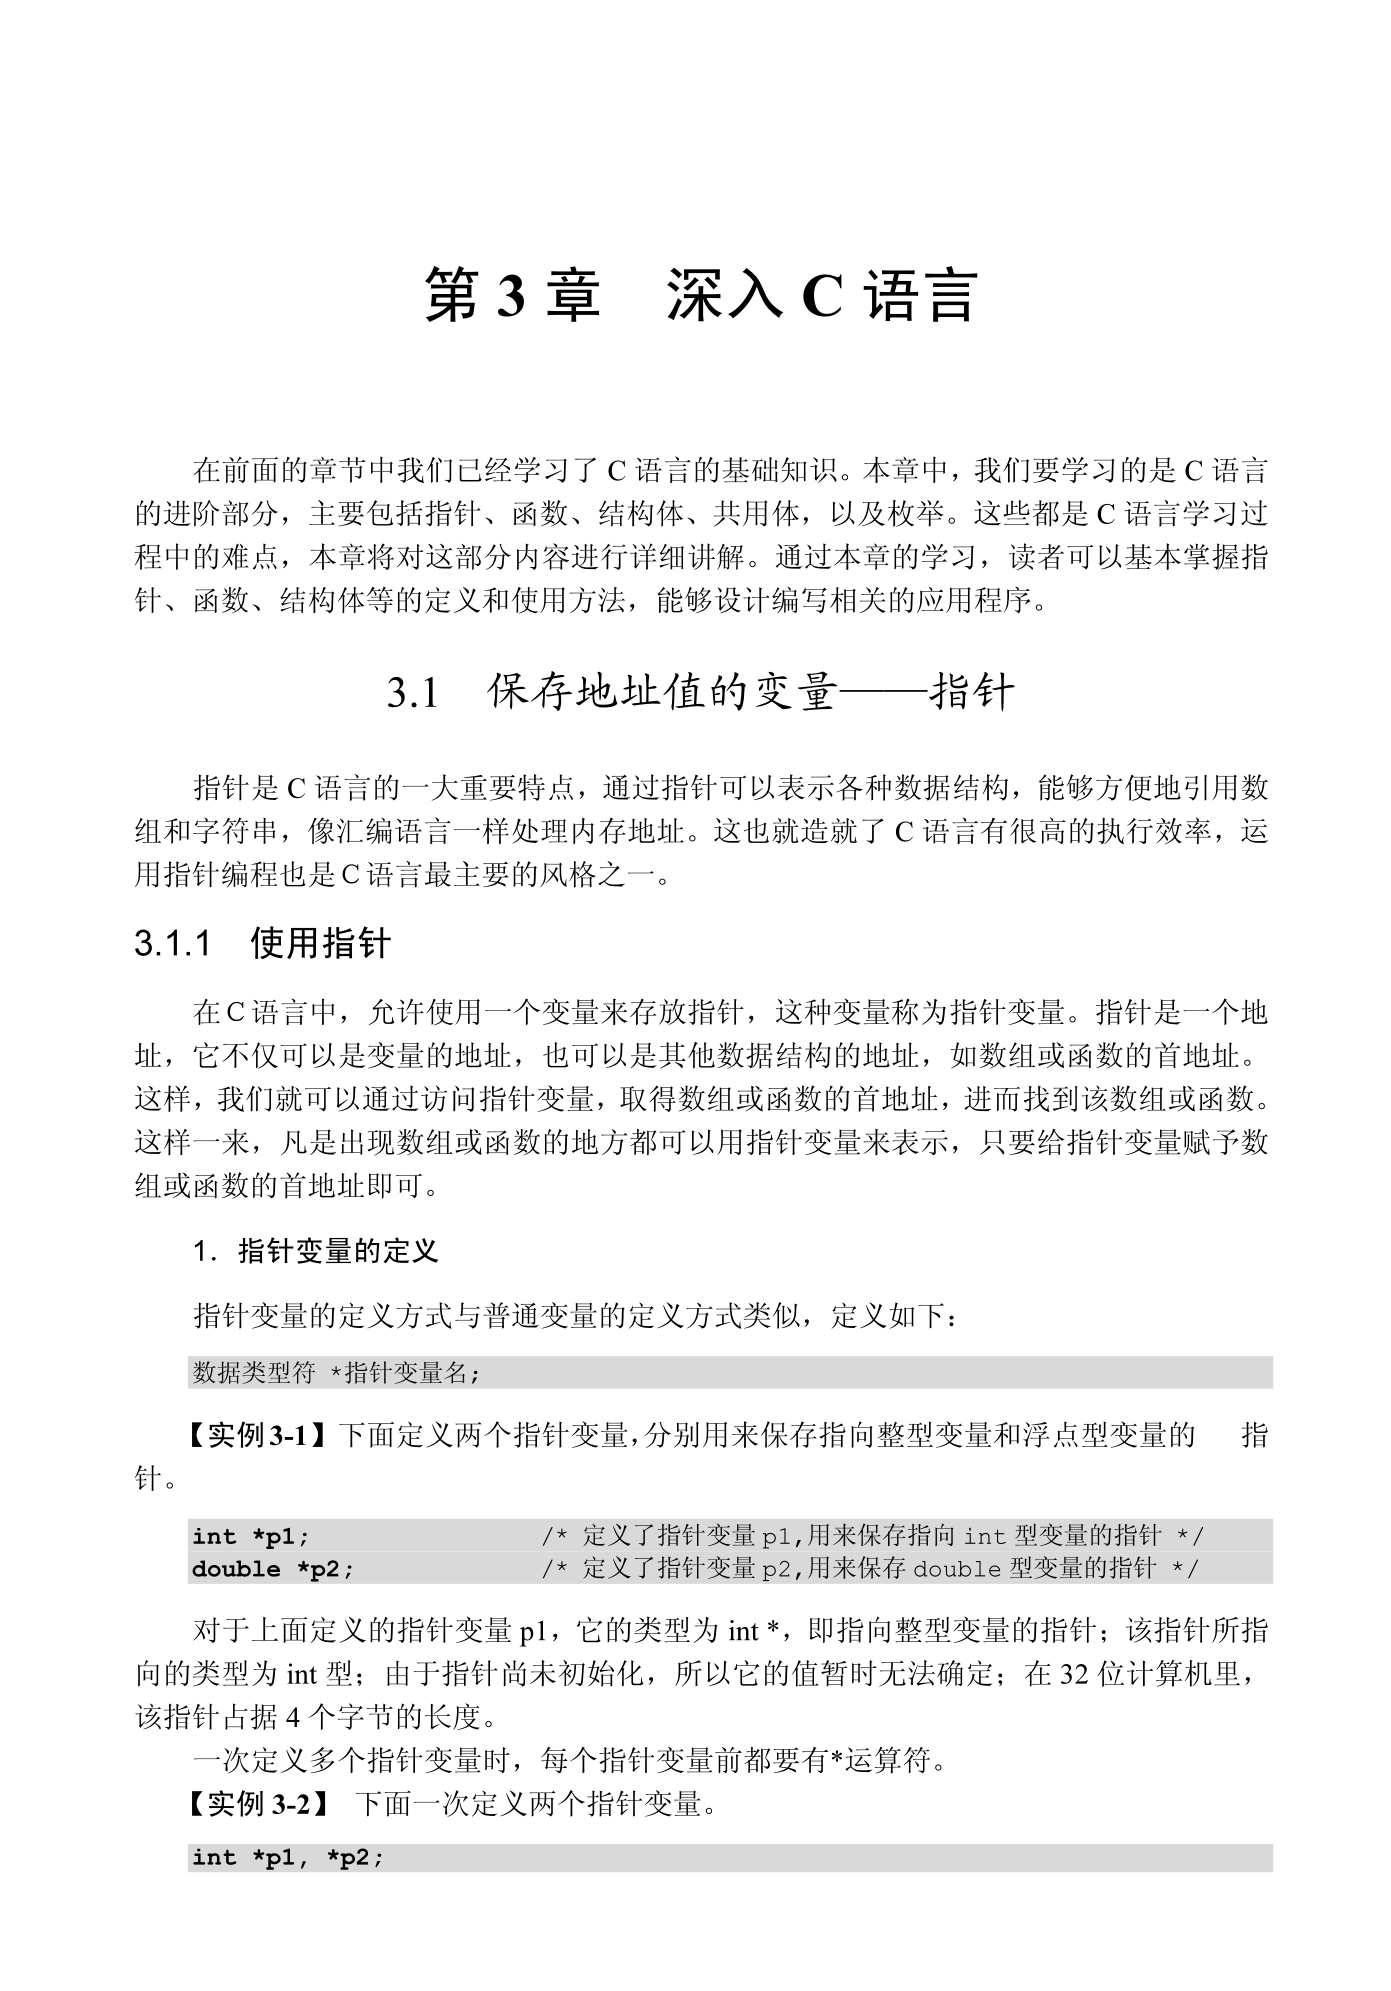 第 3 章　深入 C 语言
在前面的章节中我们已经学习了 C 语言的基础知识。本章中，我们要学习的是 C 语言
的进阶部分，主要包括指针、函数、结构体、共用体，以及枚举。这些都是 C 语言学习过
程中的难点，本章将对这部分内容进行详细讲解。通过本章的学习，读者可以基本掌握指
针、函数、结构体等的定义和使用方法，能够设计编写相关的应用程序。
3.1　保存地址值的变量——指针
指针是 C 语言的一大重要特点，通过指针可以表示各种数据结构，能够方便地引用数
组和字符串，像汇编语言一样处理内存地址。这也就造就了 C 语言有很高的执行效率，运
用指针编程也是Ｃ语言最主要的风格之一。
3.1.1　使用指针
在Ｃ语言中，允许使用一个变量来存放指针，这种变量称为指针变量。指针是一个地
址，它不仅可以是变量的地址，也可以是其他数据结构的地址，如数组或函数的首地址。
这样，我们就可以通过访问指针变量，取得数组或函数的首地址，进而找到该数组或函数。
这样一来，凡是出现数组或函数的地方都可以用指针变量来表示，只要给指针变量赋予数
组或函数的首地址即可。
1．指针变量的定义
指针变量的定义方式与普通变量的定义方式类似，定义如下：
数据类型符 *指针变量名;
【实例 3-1】下面定义两个指针变量，分别用来保存指向整型变量和浮点型变量的　指
针。
int *p1;　　　　　/* 定义了指针变量 p1,用来保存指向 int 型变量的指针 */
double *p2;　　　　/* 定义了指针变量 p2,用来保存 double 型变量的指针 */
对于上面定义的指针变量 p1，它的类型为 int *，即指向整型变量的指针；该指针所指
向的类型为 int 型；由于指针尚未初始化，所以它的值暂时无法确定；在 32 位计算机里，
该指针占据 4 个字节的长度。
一次定义多个指针变量时，每个指针变量前都要有*运算符。
【实例 3-2】 下面一次定义两个指针变量。
int *p1, *p2;